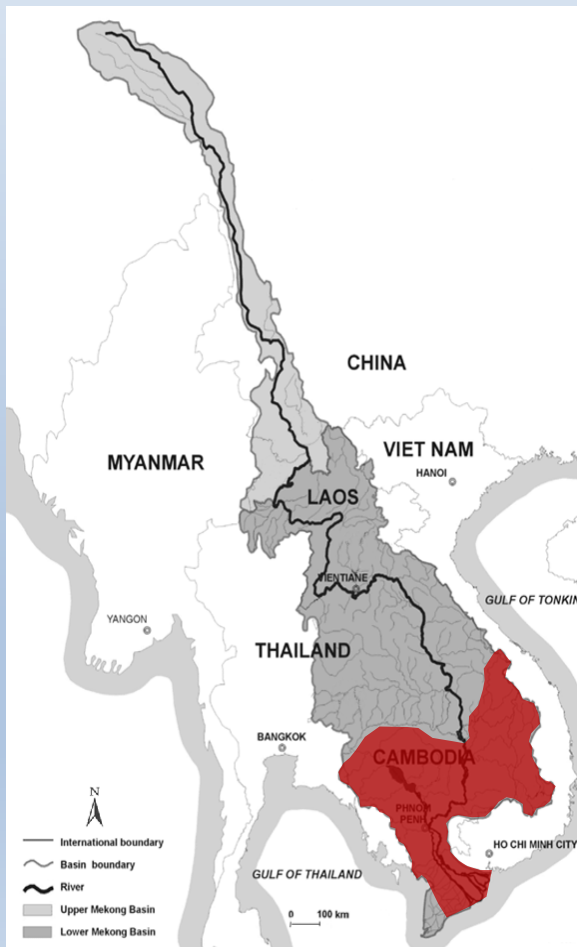 CHINA
MYANMAR
VIET NAM
HANOI
LAOS
VIENTIANE
GULF OF TONKIN
YANGON
THAILAND
BANGKOK
CAMBODIA
PHNOM
PENH
HO CHI MINH CITY
GULF OF THAILAND
N
International boundary
Basin boundary
River
Upper Mekong Basin
Lower Mekong Basin
0 100 km